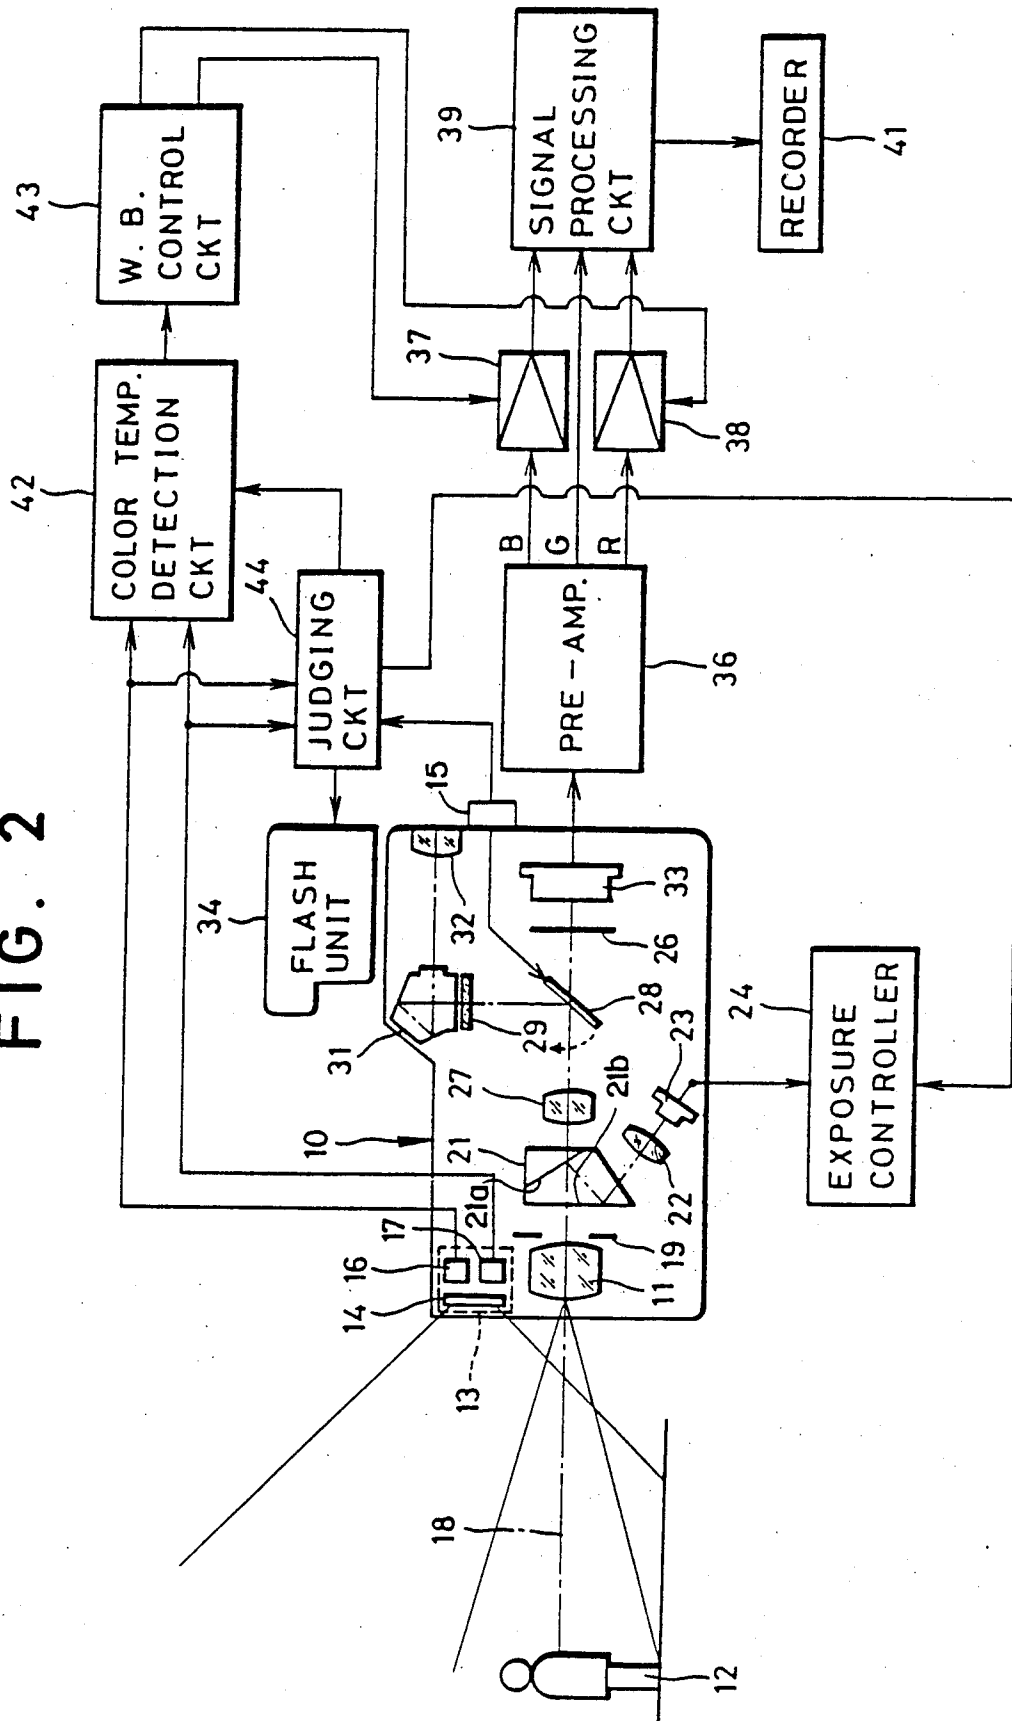 FIG. 2
43
W. B.
CONTROL
CKT
42
COLOR TEMP.
DETECTION
CKT
44
JUDGING
CKT
34
FLASH
UNIT
39
SIGNAL
PROCESSING
CKT
RECORDER
41
37
38
B
G
R
PRE-AMP.
36
15
32
33
26
28
29
31
27
10
21
21a
21b
23
22
24
EXPOSURE
CONTROLLER
17
16
14
13
19
11
18
12